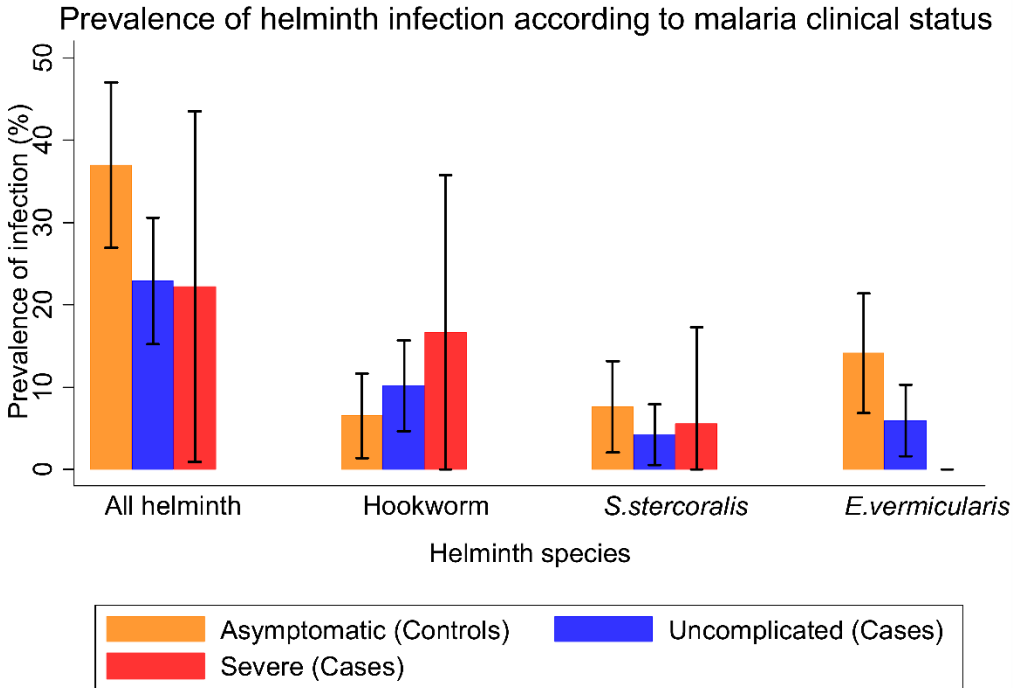 Prevalence of helminth infection according to malaria clinical status
Prevalence of infection (%)
50
40
30
20
10
0
All helminth Hookworm S.stercoralis E.vermicularis
Helminth species
Asymptomatic (Controls) Uncomplicated (Cases)
Severe (Cases)